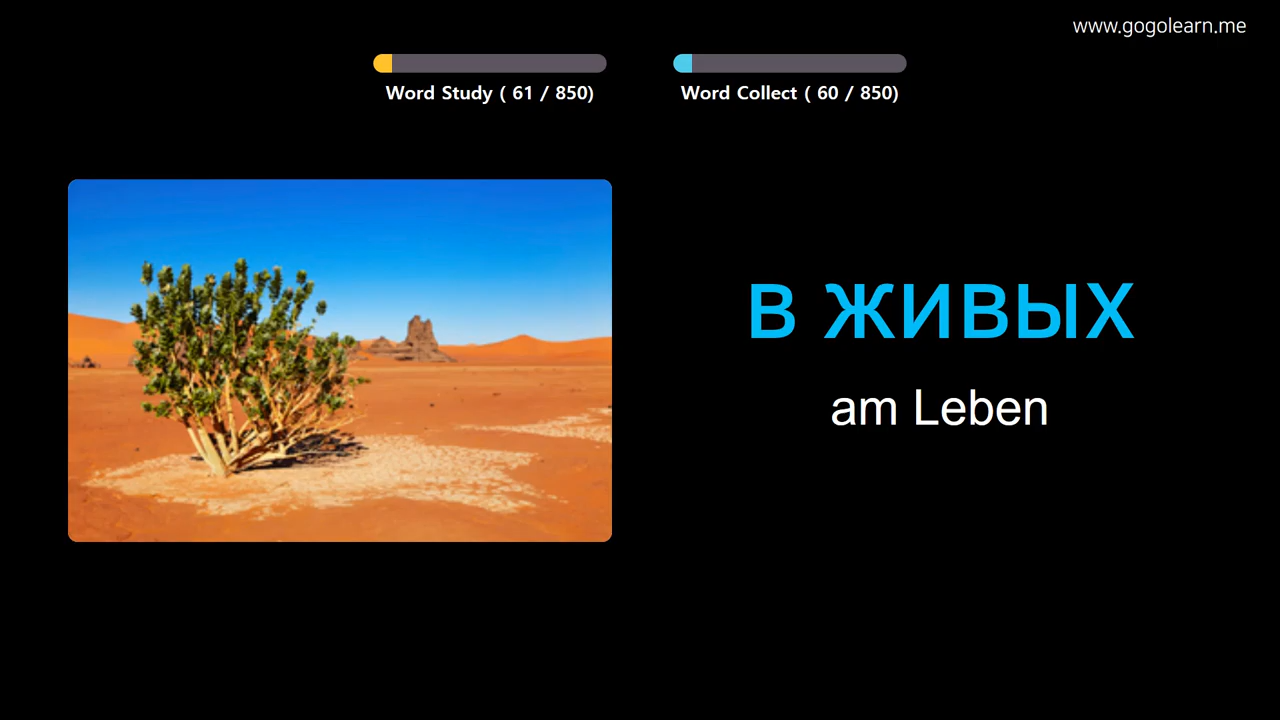 www.gogolearn.me
Word Study ( 61 / 850)
Word Collect ( 60 / 850)
в живых
am Leben